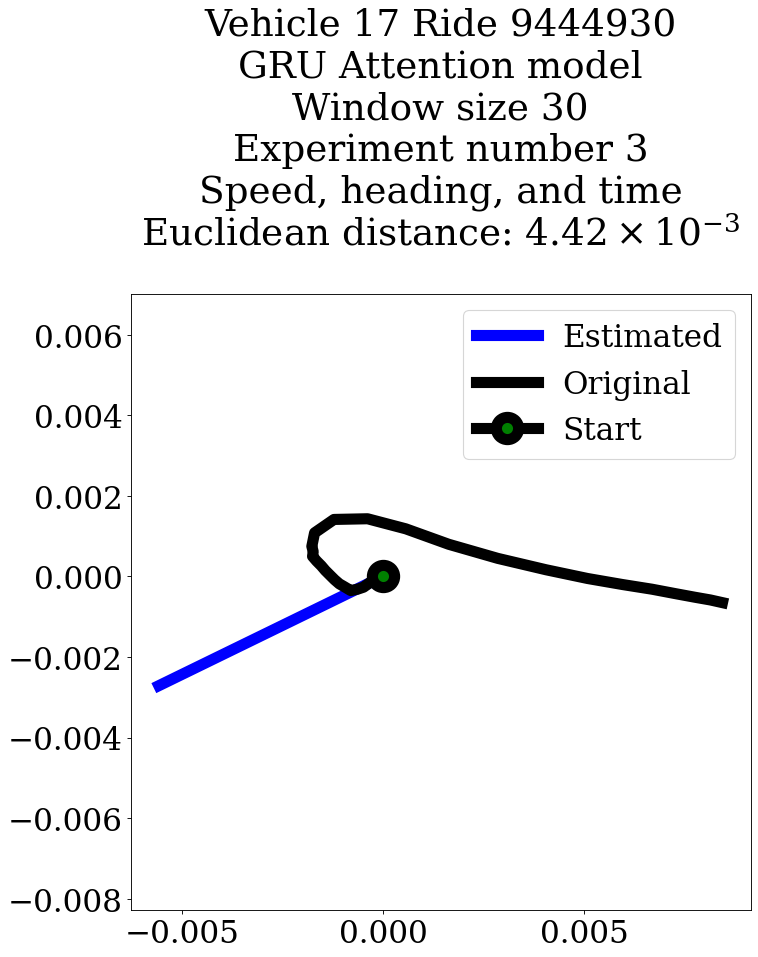 Vehicle 17 Ride 9444930
GRU Attention model
Window size 30
Experiment number 3
Speed, heading, and time
Euclidean distance: 4.42 × 10⁻³
Estimated
Original
Start
0.006
0.004
0.002
0.000
−0.002
−0.004
−0.006
−0.008
−0.005 0.000 0.005